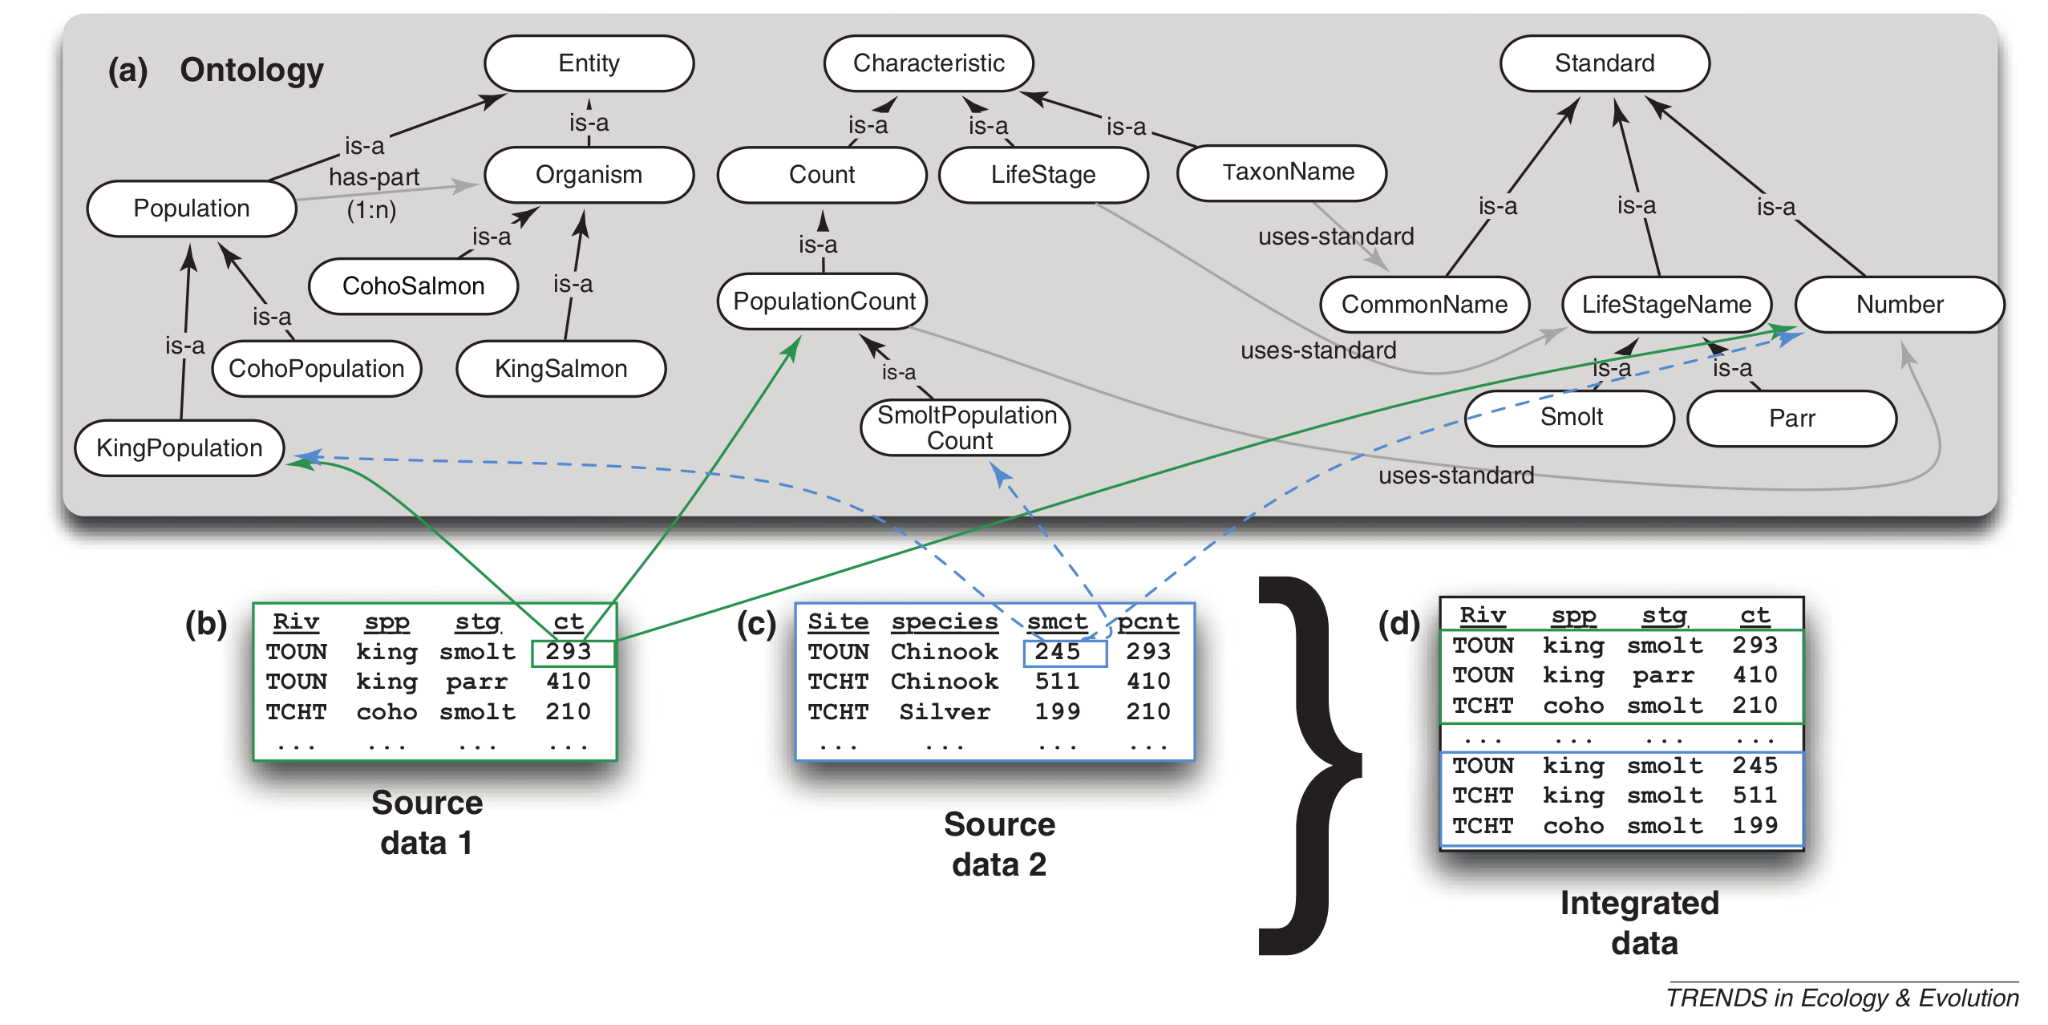 (a) Ontology
Entity
Characteristic
Standard
is-a
is-a
is-a
is-a
is-a
Population
has-part
(1:n)
Organism
Count
LifeStage
TaxonName
is-a
is-a
is-a
uses-standard
is-a
is-a
CohoSalmon
is-a
PopulationCount
CommonName
LifeStageName
Number
is-a
is-a
CohoPopulation
KingSalmon
uses-standard
is-a
is-a
is-a
KingPopulation
SmoltPopulation
Count
Smolt
Parr
uses-standard
(b)
Riv spp stg ct
TOUN king smolt 293
TOUN king parr 410
TCHT coho smolt 210
... ... ... ...
Source
data 1
(c)
Site species smct pcnt
TOUN Chinook 245 293
TCHT Chinook 511 410
TCHT Silver 199 210
... ... ... ...
Source
data 2
}
(d)
Riv spp stg ct
TOUN king smolt 293
TOUN king parr 410
TCHT coho smolt 210
... ... ... ...
TOUN king smolt 245
TCHT king smolt 511
TCHT coho smolt 199
Integrated
data
TRENDS in Ecology & Evolution